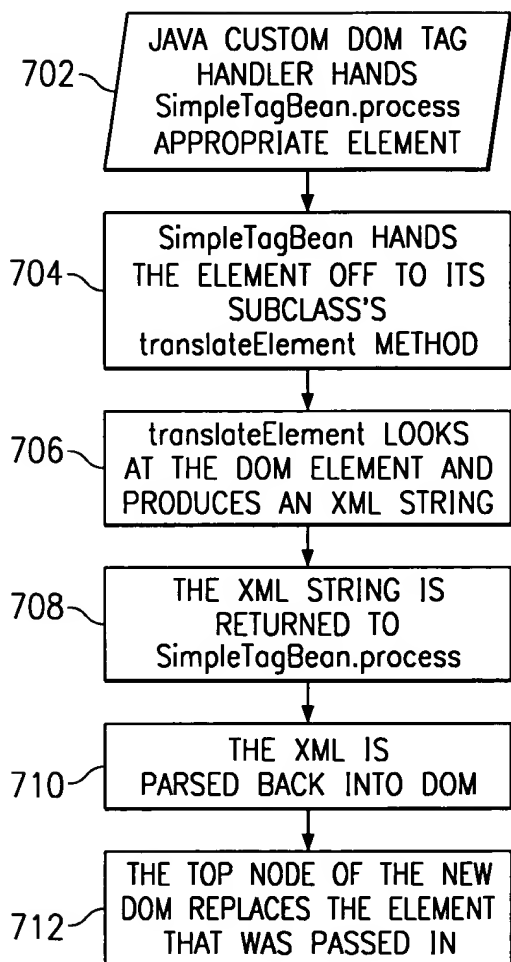 702
JAVA CUSTOM DOM TAG
HANDLER HANDS
SimpleTagBean.process
APPROPRIATE ELEMENT
704
SimpleTagBean HANDS
THE ELEMENT OFF TO ITS
SUBCLASS'S
translateElement METHOD
706
translateElement LOOKS
AT THE DOM ELEMENT AND
PRODUCES AN XML STRING
708
THE XML STRING IS
RETURNED TO
SimpleTagBean.process
710
THE XML IS
PARSED BACK INTO DOM
712
THE TOP NODE OF THE NEW
DOM REPLACES THE ELEMENT
THAT WAS PASSED IN